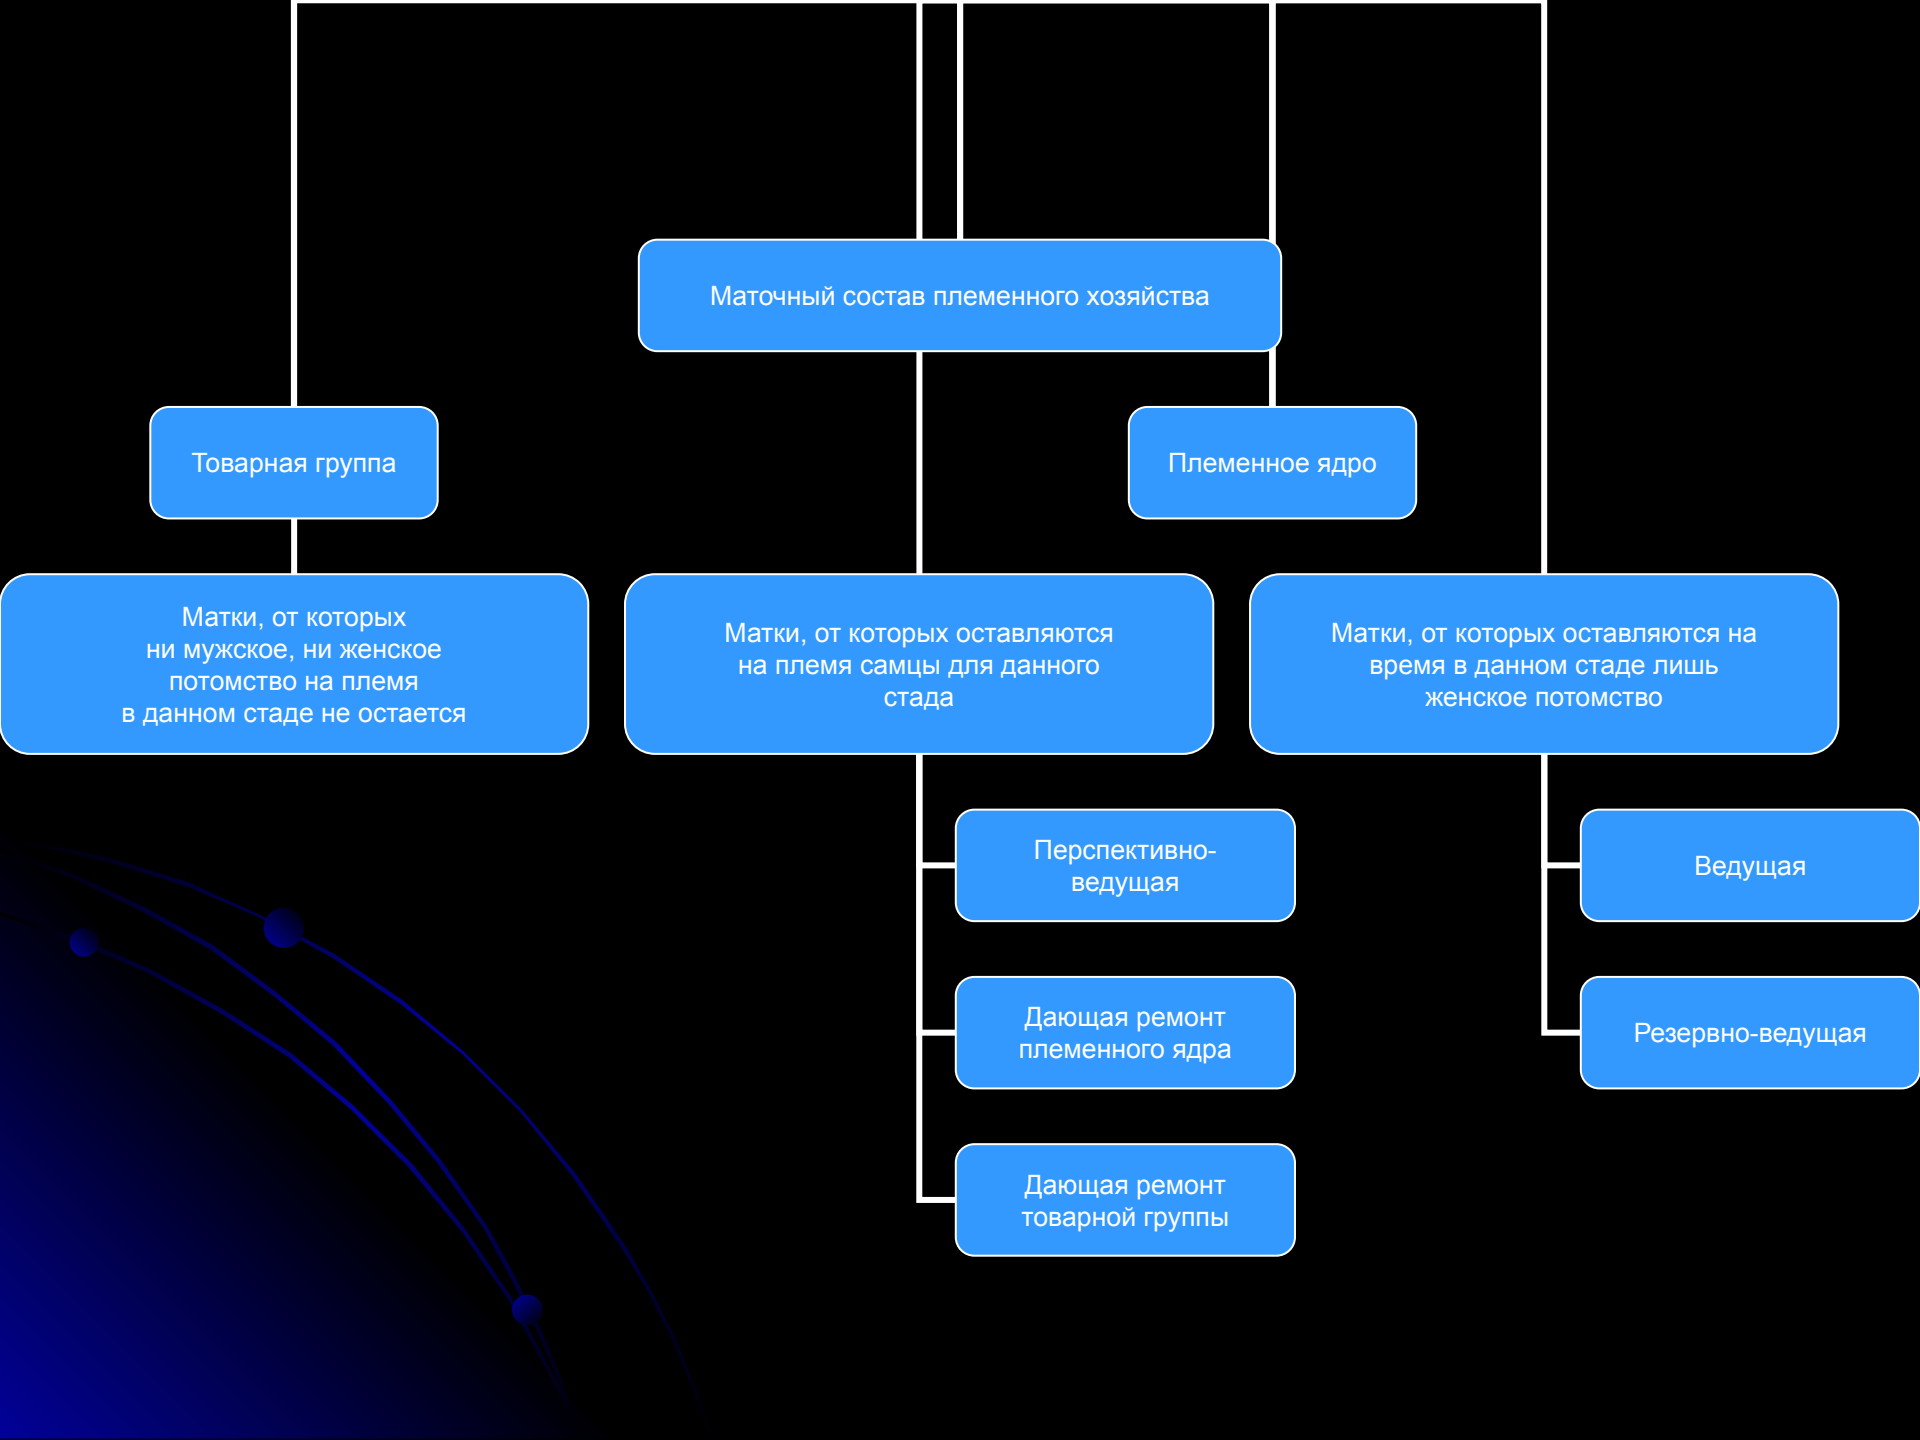 Маточный состав племенного хозяйства
Товарная группа
Племенное ядро
Матки, от которых
ни мужское, ни женское
потомство на племя
в данном стаде не остается
Матки, от которых оставляются
на племя самцы для данного
стада
Матки, от которых оставляются на
время в данном стаде лишь
женское потомство
Перспективно-
ведущая
Дающая ремонт
племенного ядра
Дающая ремонт
товарной группы
Ведущая
Резервно-ведущая